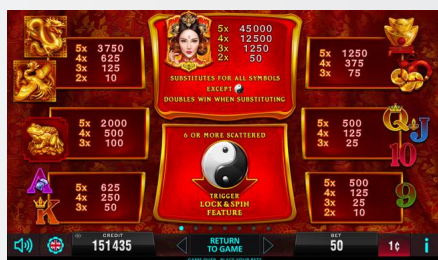 5x 3750
4x 625
3x 125
2x 10
5x 45000
4x 12500
3x 1250
2x 50
SUBSTITUTES FOR ALL SYMBOLS
EXCEPT
DOUBLES WIN WHEN SUBSTITUTING
5x 1250
4x 375
3x 75
5x 2000
4x 500
3x 100
6 OR MORE SCATTERED
TRIGGER
LOCK&SPIN
FEATURE
5x 500
4x 125
3x 25
Q
J
10
A
K
5x 625
4x 250
3x 50
5x 500
4x 125
3x 25
2x 10
9
CREDIT
151435
RETURN
TO GAME
BET
50
1¢
i